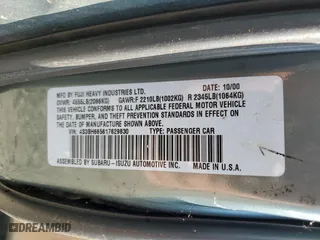 MFD BY: FUJI HEAVY INDUSTRIES LTD. 10/00
GVWR: 4555LB(2066KG) GAWR:F 2210LB(1002KG) R 2345LB(1064KG)
THIS VEHICLE CONFORMS TO ALL APPLICABLE FEDERAL MOTOR VEHICLE
SAFETY, BUMPER, AND THEFT PREVENTION STANDARDS IN EFFECT
ON THE DATE OF MANUFACTURE SHOWN ABOVE.
VIN: 4S3BH665617629830 TYPE: PASSENGER CAR
ASSEMBLED BY SUBARU-ISUZU AUTOMOTIVE INC. MADE IN U.S.A.
DREAMBID